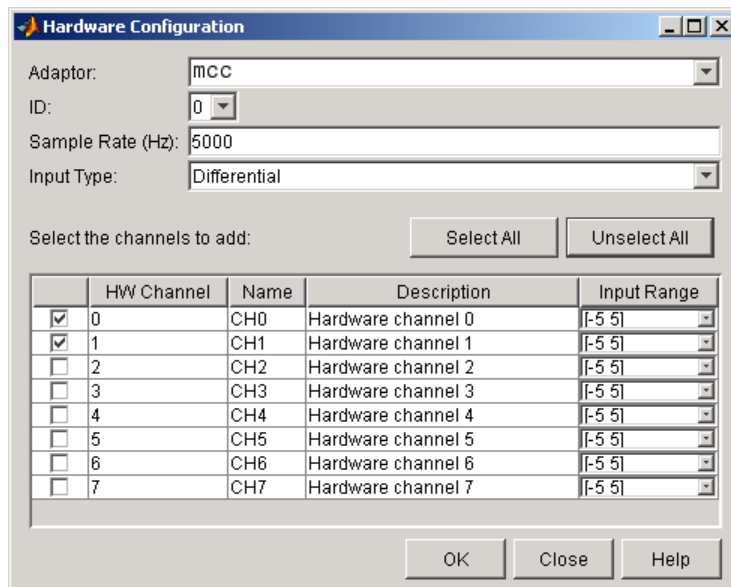 Hardware Configuration
Adaptor: mcc
ID: 0
Sample Rate (Hz): 5000
Input Type: Differential
Select the channels to add: Select All Unselect All
HW Channel Name Description Input Range
0 CH0 Hardware channel 0 [-5 5]
1 CH1 Hardware channel 1 [-5 5]
2 CH2 Hardware channel 2 [-5 5]
3 CH3 Hardware channel 3 [-5 5]
4 CH4 Hardware channel 4 [-5 5]
5 CH5 Hardware channel 5 [-5 5]
6 CH6 Hardware channel 6 [-5 5]
7 CH7 Hardware channel 7 [-5 5]
OK Close Help